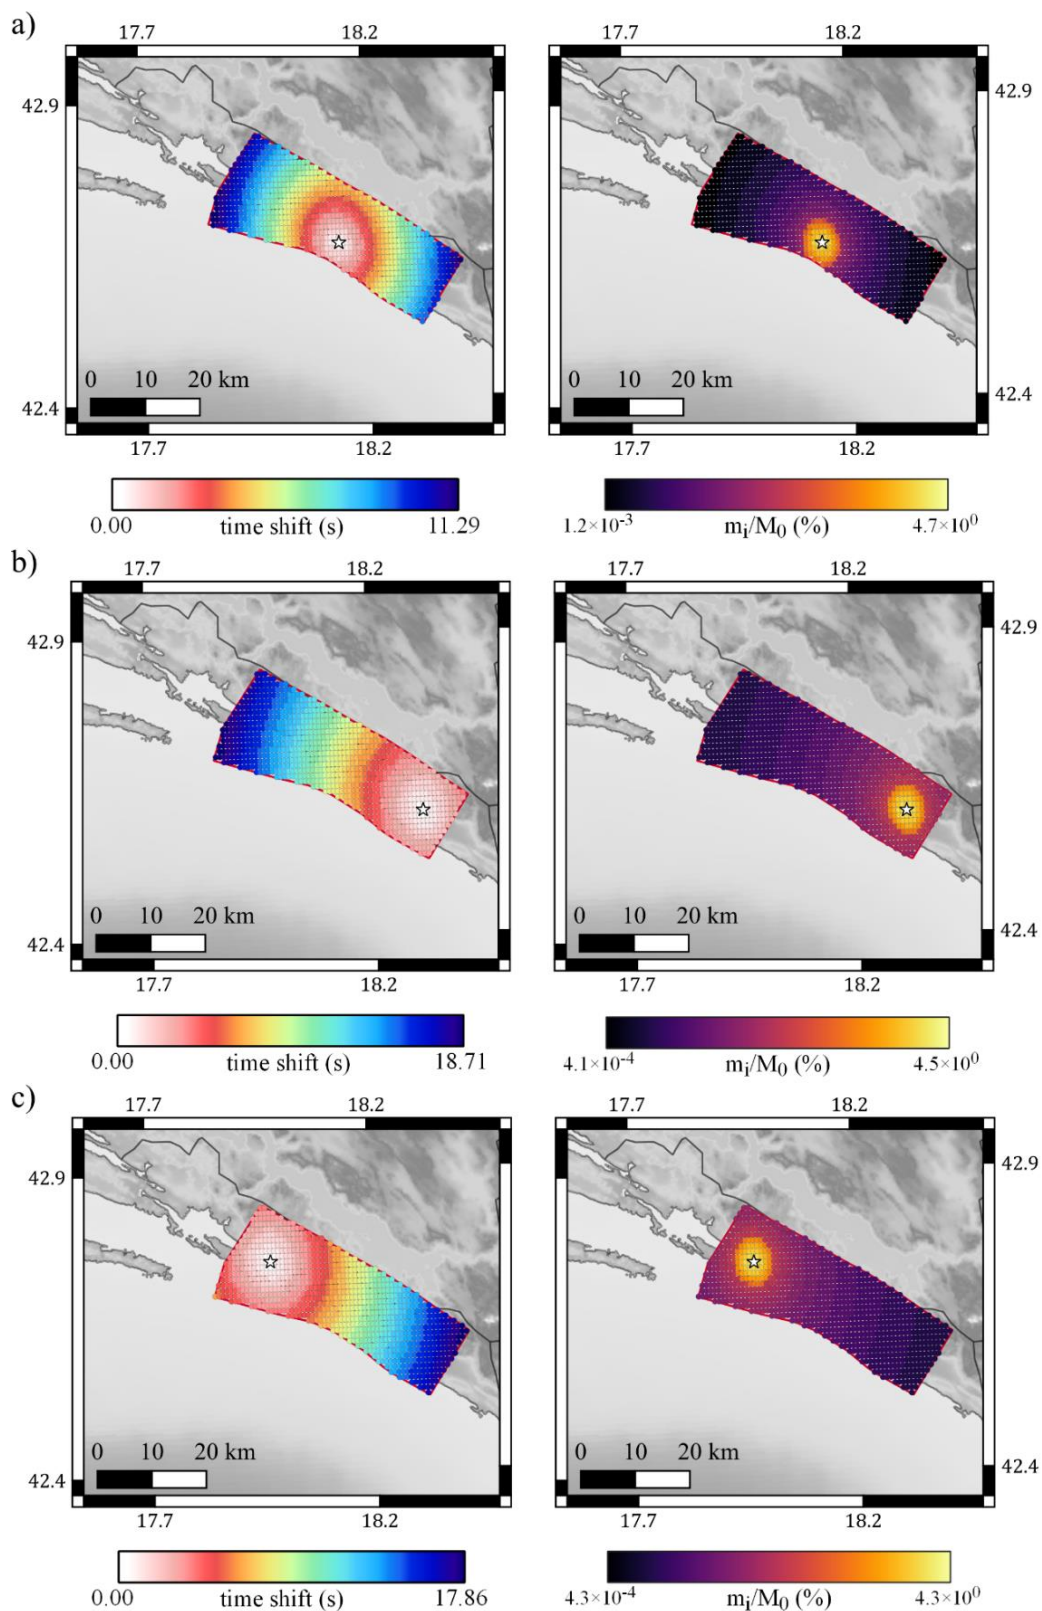 a)
17.7 18.2 17.7 18.2
42.9 42.9
0 10 20 km 0 10 20 km
42.4 42.4
17.7 18.2 17.7 18.2
0.00 time shift (s) 11.29 1.2×10⁻³ mᵢ/M₀ (%) 4.7×10⁰
b)
17.7 18.2 17.7 18.2
42.9 42.9
0 10 20 km 0 10 20 km
42.4 42.4
17.7 18.2 17.7 18.2
0.00 time shift (s) 18.71 4.1×10⁻⁴ mᵢ/M₀ (%) 4.5×10⁰
c)
17.7 18.2 17.7 18.2
42.9 42.9
0 10 20 km 0 10 20 km
42.4 42.4
17.7 18.2 17.7 18.2
0.00 time shift (s) 17.86 4.3×10⁻⁴ mᵢ/M₀ (%) 4.3×10⁰